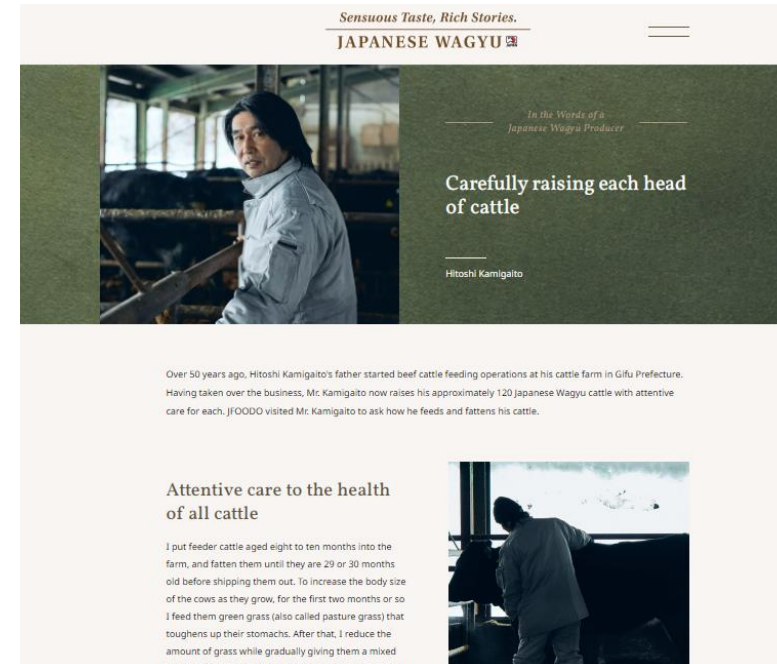 Sensuous Taste, Rich Stories.
JAPANESE WAGYU
In the Words of a
Japanese Wagyu Producer
Carefully raising each head
of cattle
Hitoshi Kamigaito
Over 50 years ago, Hitoshi Kamigaito's father started beef cattle feeding operations at his cattle farm in Gifu Prefecture.
Having taken over the business, Mr. Kamigaito now raises his approximately 120 Japanese Wagyu cattle with attentive
care for each. JFOODO visited Mr. Kamigaito to ask how he feeds and fattens his cattle.
Attentive care to the health
of all cattle
I put feeder cattle aged eight to ten months into the
farm, and fatten them until they are 29 or 30 months
old before shipping them out. To increase the body size
of the cows as they grow, for the first two months or so
I feed them green grass (also called pasture grass) that
toughens up their stomachs. After that, I reduce the
amount of grass while gradually giving them a mixed